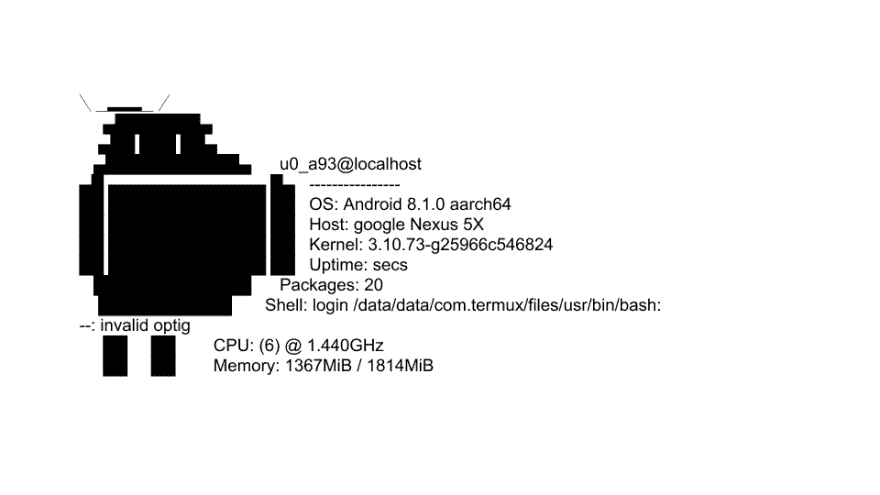 u0_a93@localhost
----------------
OS: Android 8.1.0 aarch64
Host: google Nexus 5X
Kernel: 3.10.73-g25966c546824
Uptime: secs
Packages: 20
Shell: login /data/data/com.termux/files/usr/bin/bash:
--: invalid optig
CPU: (6) @ 1.440GHz
Memory: 1367MiB / 1814MiB